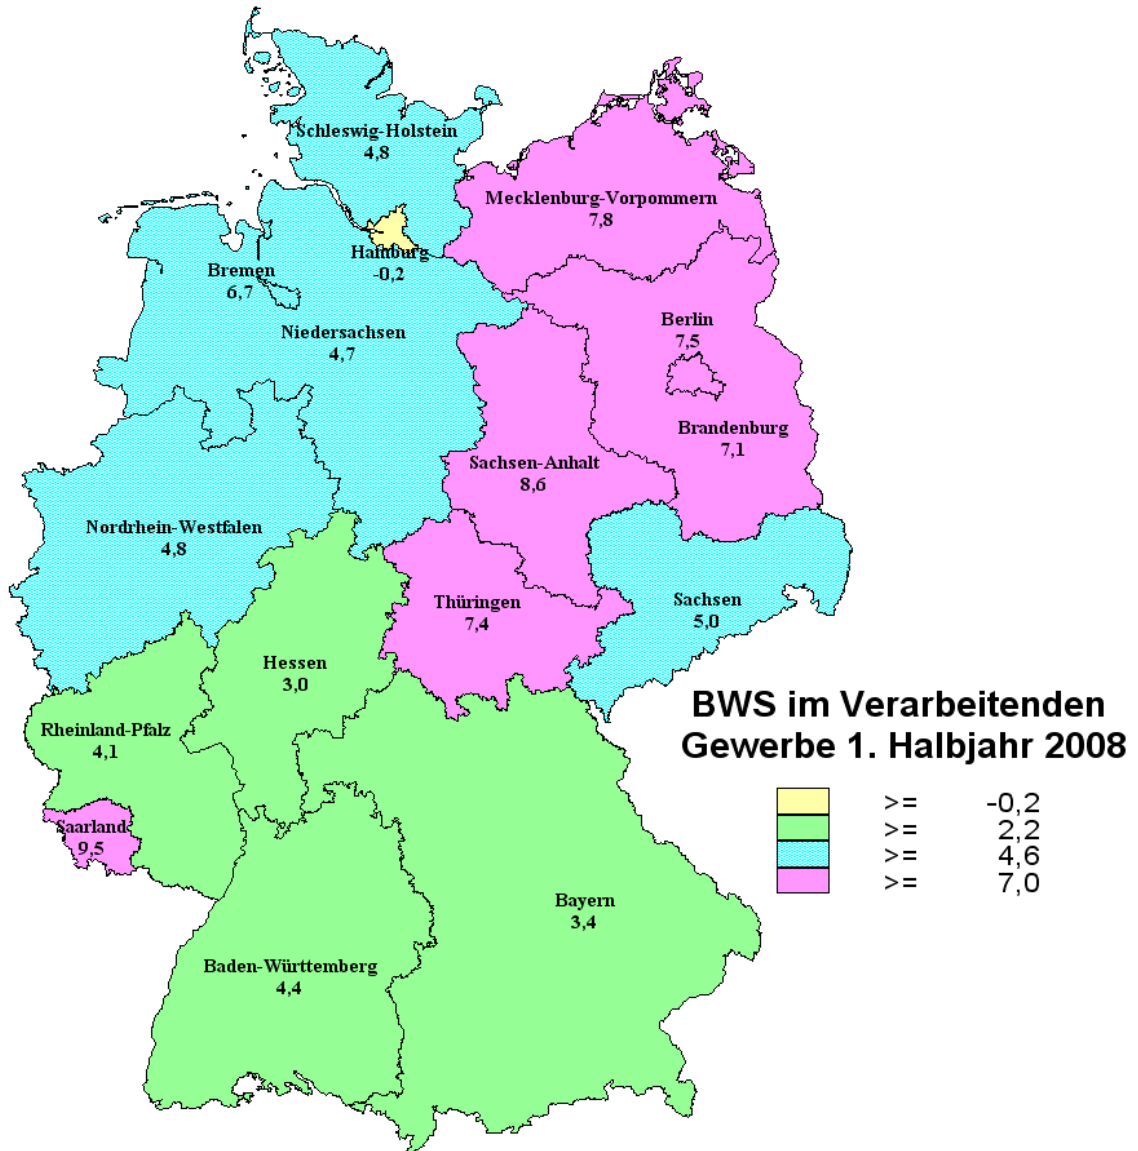 Schleswig-Holstein
4,8
Mecklenburg-Vorpommern
7,8
Hamburg
-0,2
Bremen
6,7
Niedersachsen
4,7
Berlin
7,5
Brandenburg
7,1
Sachsen-Anhalt
8,6
Nordrhein-Westfalen
4,8
Thüringen
7,4
Sachsen
5,0
Hessen
3,0
Rheinland-Pfalz
4,1
Saarland
9,5
Bayern
3,4
Baden-Württemberg
4,4
BWS im Verarbeitenden
Gewerbe 1. Halbjahr 2008
>= -0,2
>= 2,2
>= 4,6
>= 7,0